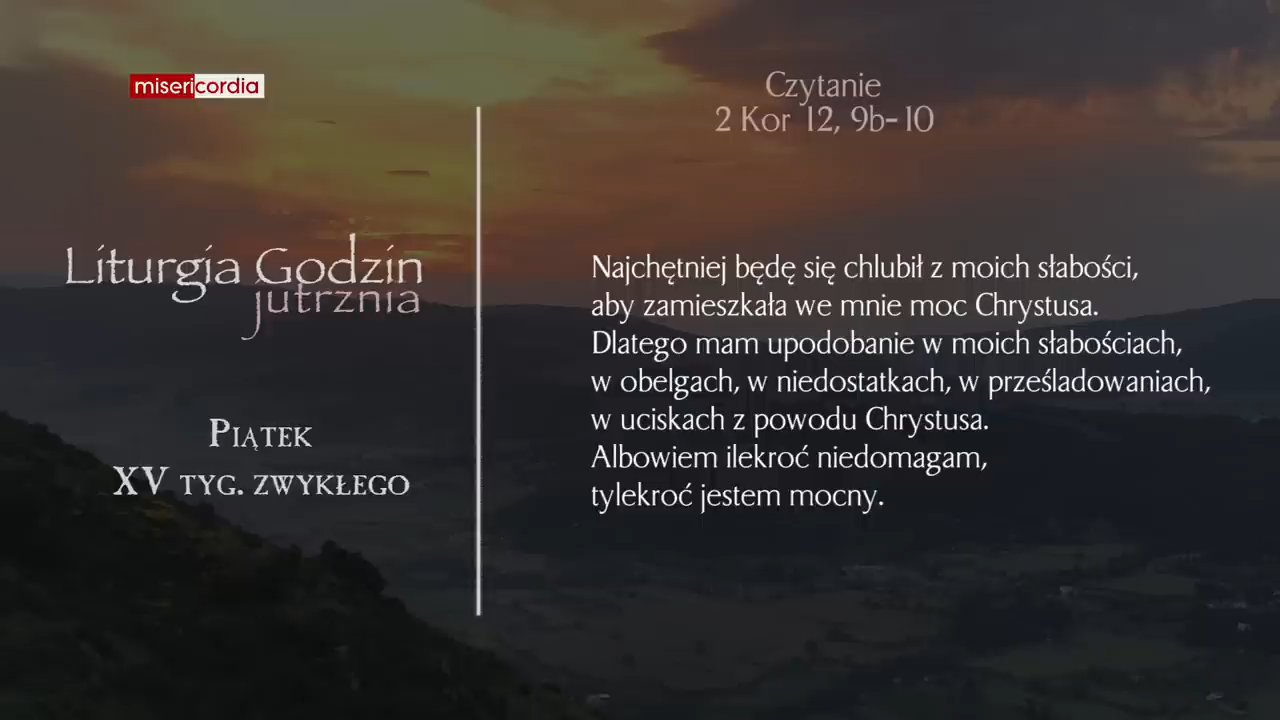 misericordia
Liturgia Godzin
jutrznia
Piątek
XV tyg. zwykłego
Czytanie
2 Kor 12, 9b-10
Najchętniej będę się chlubił z moich słabości,
aby zamieszkała we mnie moc Chrystusa.
Dlatego mam upodobanie w moich słabościach,
w obelgach, w niedostatkach, w prześladowaniach,
w uciskach z powodu Chrystusa.
Albowiem ilekroć niedomagam,
tylekroć jestem mocny.